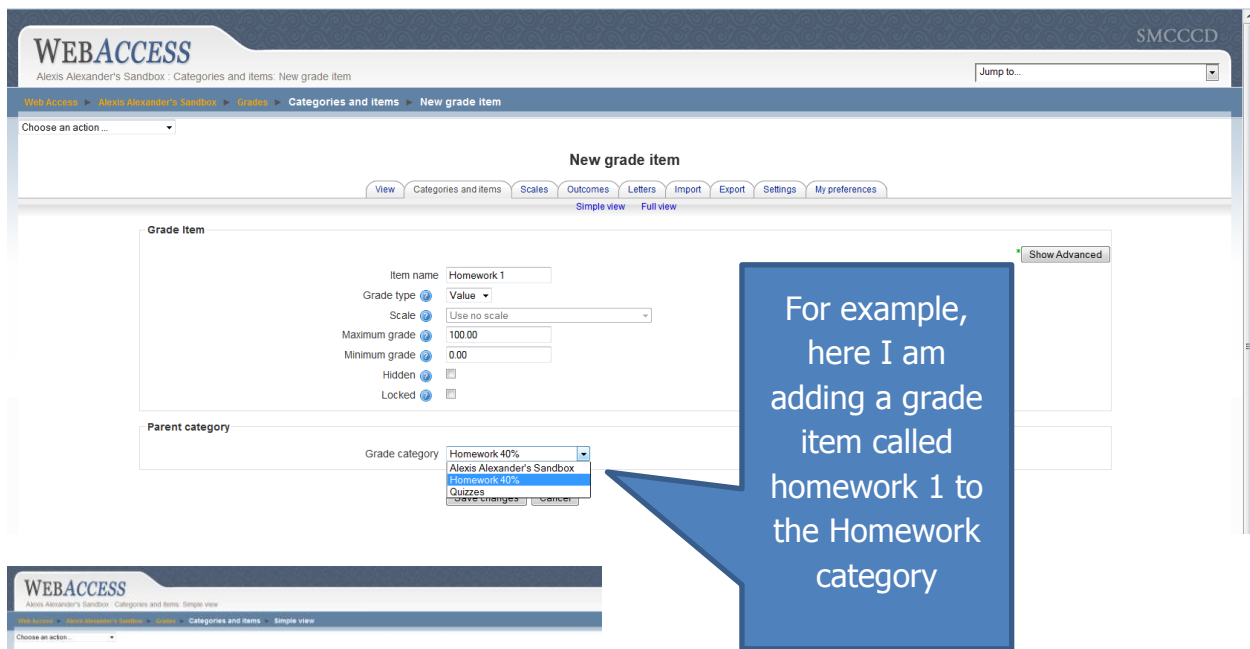 SMCCCD
WEBACCESS
Alexis Alexander's Sandbox : Categories and items: New grade item
Jump to...
Web Access ► Alexis Alexander's Sandbox ► Grades ► Categories and items ► New grade item
Choose an action ...
New grade item
View Categories and items Scales Outcomes Letters Import Export Settings My preferences
Simple view Full view
Grade Item
* Show Advanced
Item name Homework 1
Grade type Value
Scale Use no scale
Maximum grade 100.00
Minimum grade 0.00
Hidden
Locked
Parent category
Grade category Homework 40%
Alexis Alexander's Sandbox
Homework 40%
Quizzes
Save changes Cancel
For example,
here I am
adding a grade
item called
homework 1 to
the Homework
category
WEBACCESS
Alexis Alexander's Sandbox : Categories and items: Simple view
Web Access ► Alexis Alexander's Sandbox ► Grades ► Categories and items ► Simple view
Choose an action ...